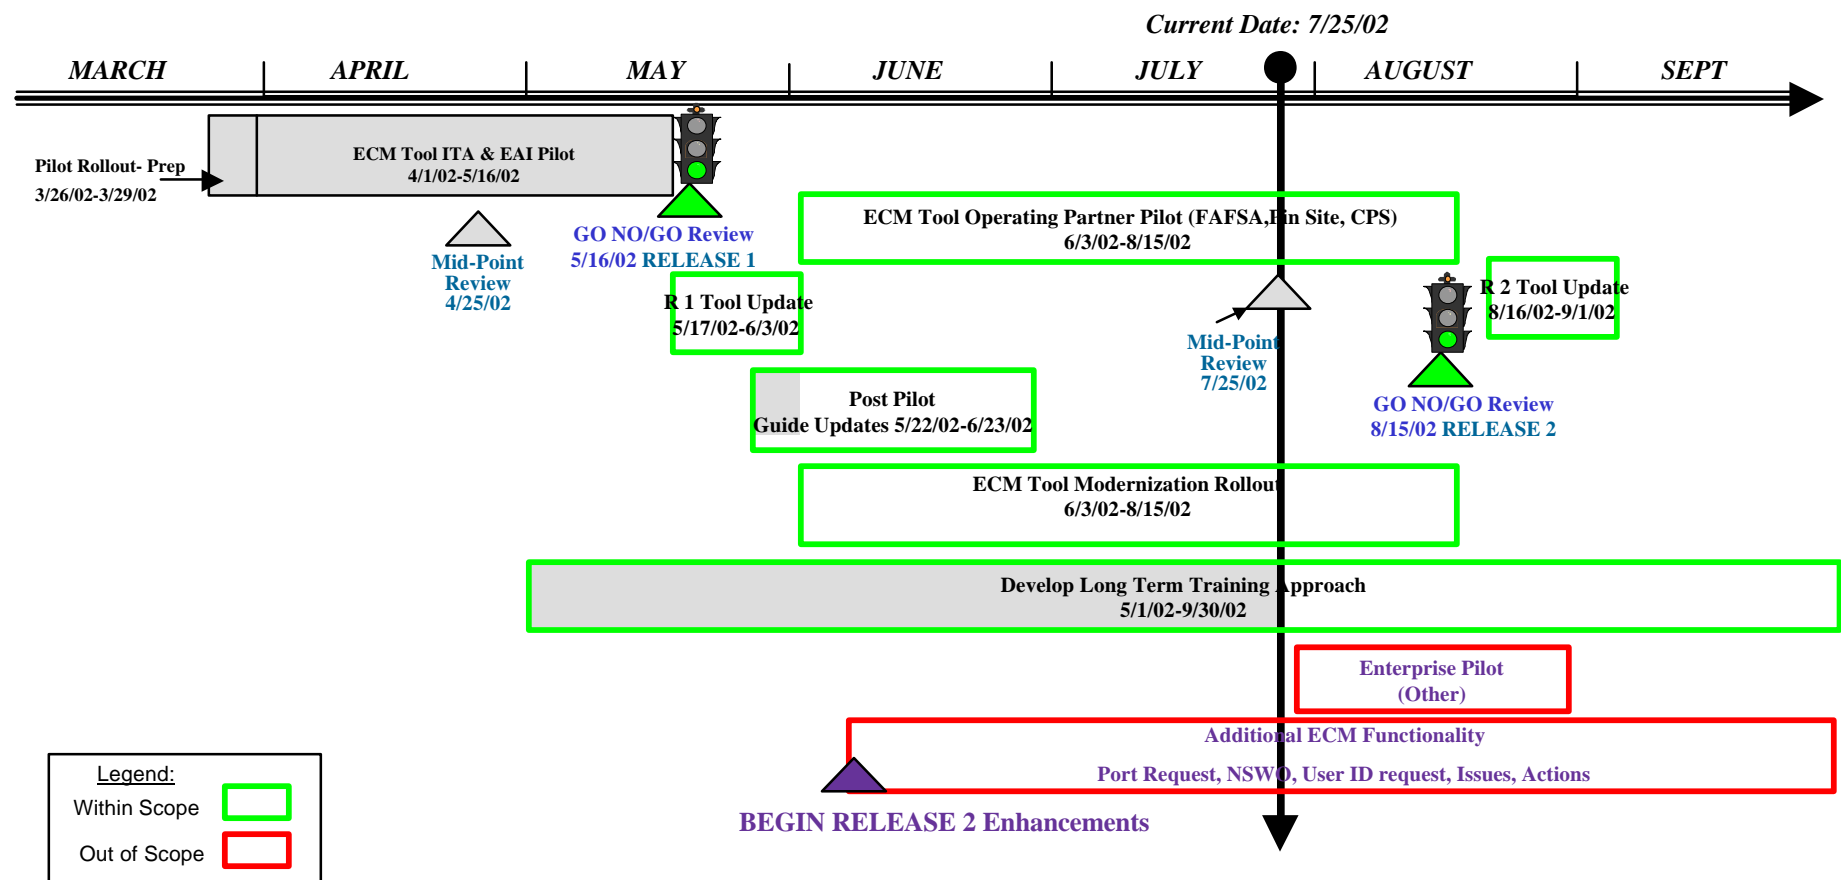 Current Date: 7/25/02
MARCH
APRIL
MAY
JUNE
JULY
AUGUST
SEPT
Pilot Rollout- Prep
3/26/02-3/29/02
ECM Tool ITA & EAI Pilot
4/1/02-5/16/02
Mid-Point
Review
4/25/02
GO NO/GO Review
5/16/02 RELEASE 1
ECM Tool Operating Partner Pilot (FAFSA,Pin Site, CPS)
6/3/02-8/15/02
R 1 Tool Update
5/17/02-6/3/02
R 2 Tool Update
8/16/02-9/1/02
Mid-Point
Review
7/25/02
GO NO/GO Review
8/15/02 RELEASE 2
Post Pilot
Guide Updates 5/22/02-6/23/02
ECM Tool Modernization Rollout
6/3/02-8/15/02
Develop Long Term Training Approach
5/1/02-9/30/02
Enterprise Pilot
(Other)
Additional ECM Functionality
Port Request, NSWO, User ID request, Issues, Actions
BEGIN RELEASE 2 Enhancements
Legend:
Within Scope
Out of Scope